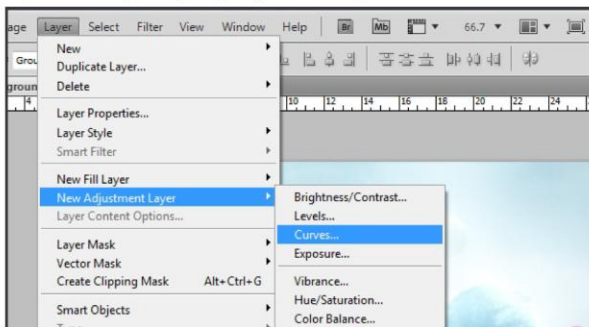 age Layer Select Filter View Window Help Br Mb 66.7
Grou
groun
4 10 12 14 16 18 20 22 24
New
Duplicate Layer...
Delete
Layer Properties...
Layer Style
Smart Filter
New Fill Layer
New Adjustment Layer
Layer Content Options...
Layer Mask
Vector Mask
Create Clipping Mask Alt+Ctrl+G
Smart Objects
Brightness/Contrast...
Levels...
Curves...
Exposure...
Vibrance...
Hue/Saturation...
Color Balance...